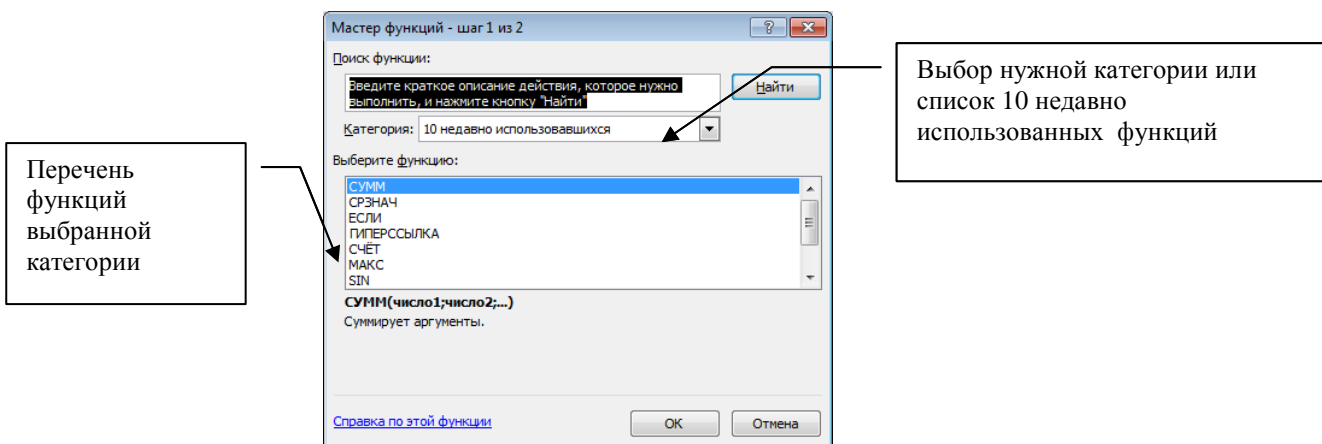 Мастер функций - шаг 1 из 2
Поиск функции:
Введите краткое описание действия, которое нужно
выполнить, и нажмите кнопку "Найти"
Найти
Категория: 10 недавно использовавшихся
Выберите функцию:
СУММ
СРЗНАЧ
ЕСЛИ
ГИПЕРССЫЛКА
СЧЁТ
МАКС
SIN
СУММ(число1;число2;...)
Суммирует аргументы.
Справка по этой функции
ОК
Отмена
Выбор нужной категории или
список 10 недавно
использованных функций
Перечень
функций
выбранной
категории